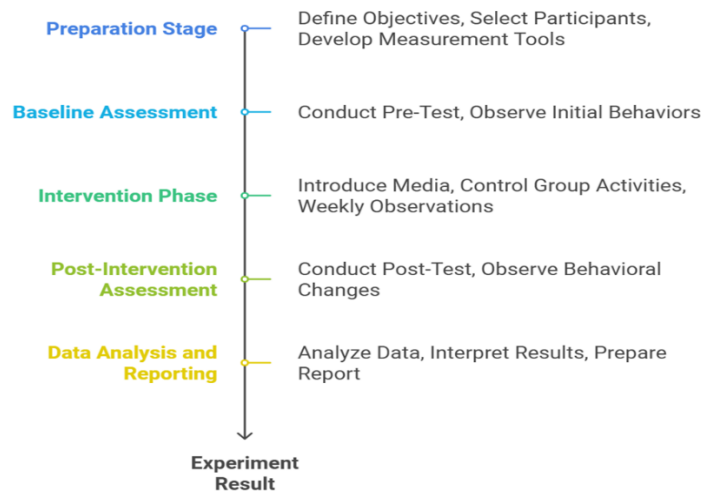 Preparation Stage
Define Objectives, Select Participants,
Develop Measurement Tools
Baseline Assessment
Conduct Pre-Test, Observe Initial Behaviors
Intervention Phase
Introduce Media, Control Group Activities,
Weekly Observations
Post-Intervention
Assessment
Conduct Post-Test, Observe Behavioral
Changes
Data Analysis and
Reporting
Analyze Data, Interpret Results, Prepare
Report
Experiment
Result